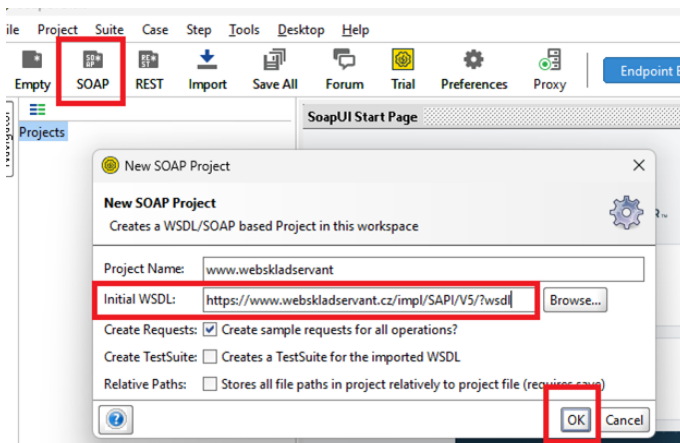 ile Project Suite Case Step Tools Desktop Help
Empty SOAP REST Import Save All Forum Trial Preferences Proxy Endpoint E
Navigator
Projects
SoapUI Start Page
New SOAP Project
New SOAP Project
Creates a WSDL/SOAP based Project in this workspace
Project Name: www.webskladservant
Initial WSDL: https://www.webskladservant.cz/impl/SAPI/V5/?wsdl Browse...
Create Requests: Create sample requests for all operations?
Create TestSuite: Creates a TestSuite for the imported WSDL
Relative Paths: Stores all file paths in project relatively to project file (requires save)
OK Cancel